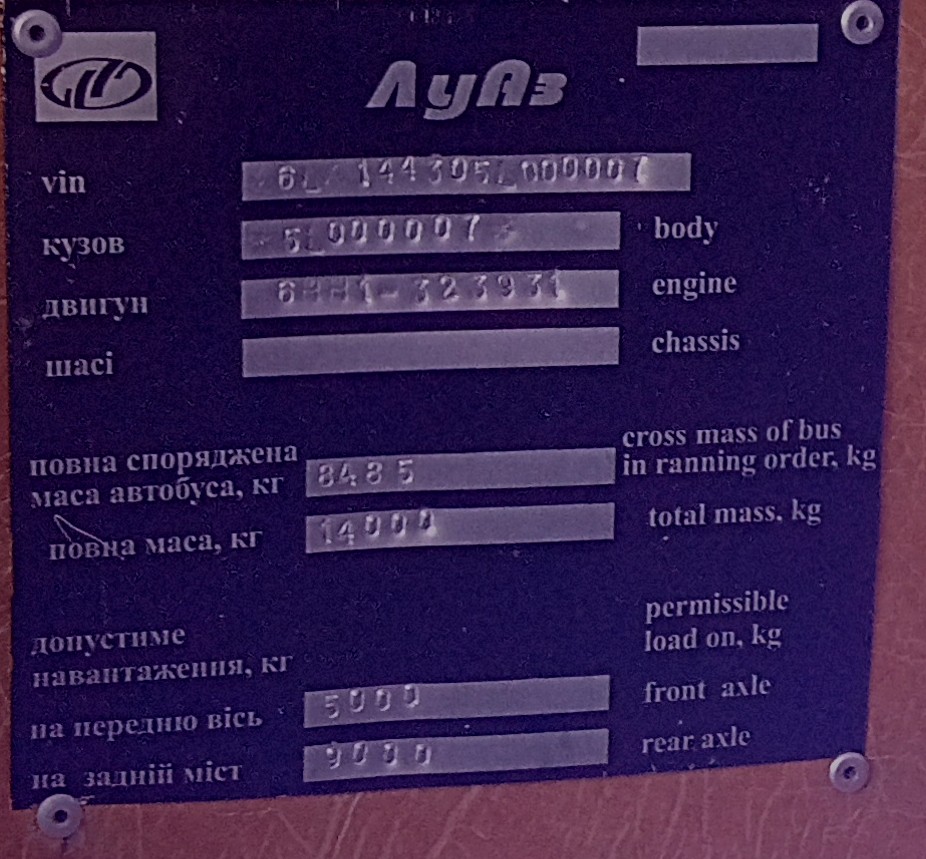 ЛуАз
vin
кузов 5L000007 body
двигун engine
шасі chassis
повна споряджена маса автобуса, кг 8485 cross mass of bus in ranning order, kg
повна маса, кг 14000 total mass, kg
допустиме навантаження, кг permissible load on, kg
на передню вісь 5000 front axle
на задній міст 9000 rear axle